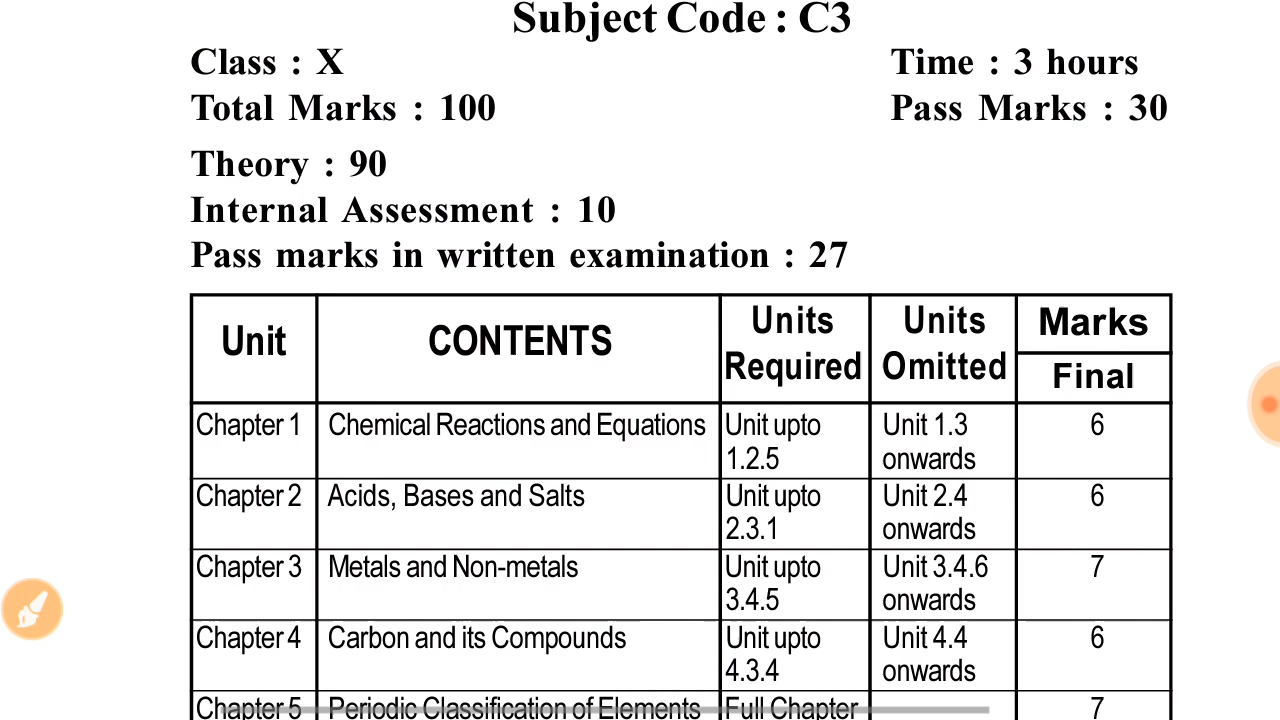 Subject Code : C3
Class : X
Time : 3 hours
Total Marks : 100
Pass Marks : 30
Theory : 90
Internal Assessment : 10
Pass marks in written examination : 27
Unit CONTENTS Units Required Units Omitted Marks
Final
Chapter 1 Chemical Reactions and Equations Unit upto 1.2.5 Unit 1.3 onwards 6
Chapter 2 Acids, Bases and Salts Unit upto 2.3.1 Unit 2.4 onwards 6
Chapter 3 Metals and Non-metals Unit upto 3.4.5 Unit 3.4.6 onwards 7
Chapter 4 Carbon and its Compounds Unit upto 4.3.4 Unit 4.4 onwards 6
Chapter 5 Periodic Classification of Elements Full Chapter 7